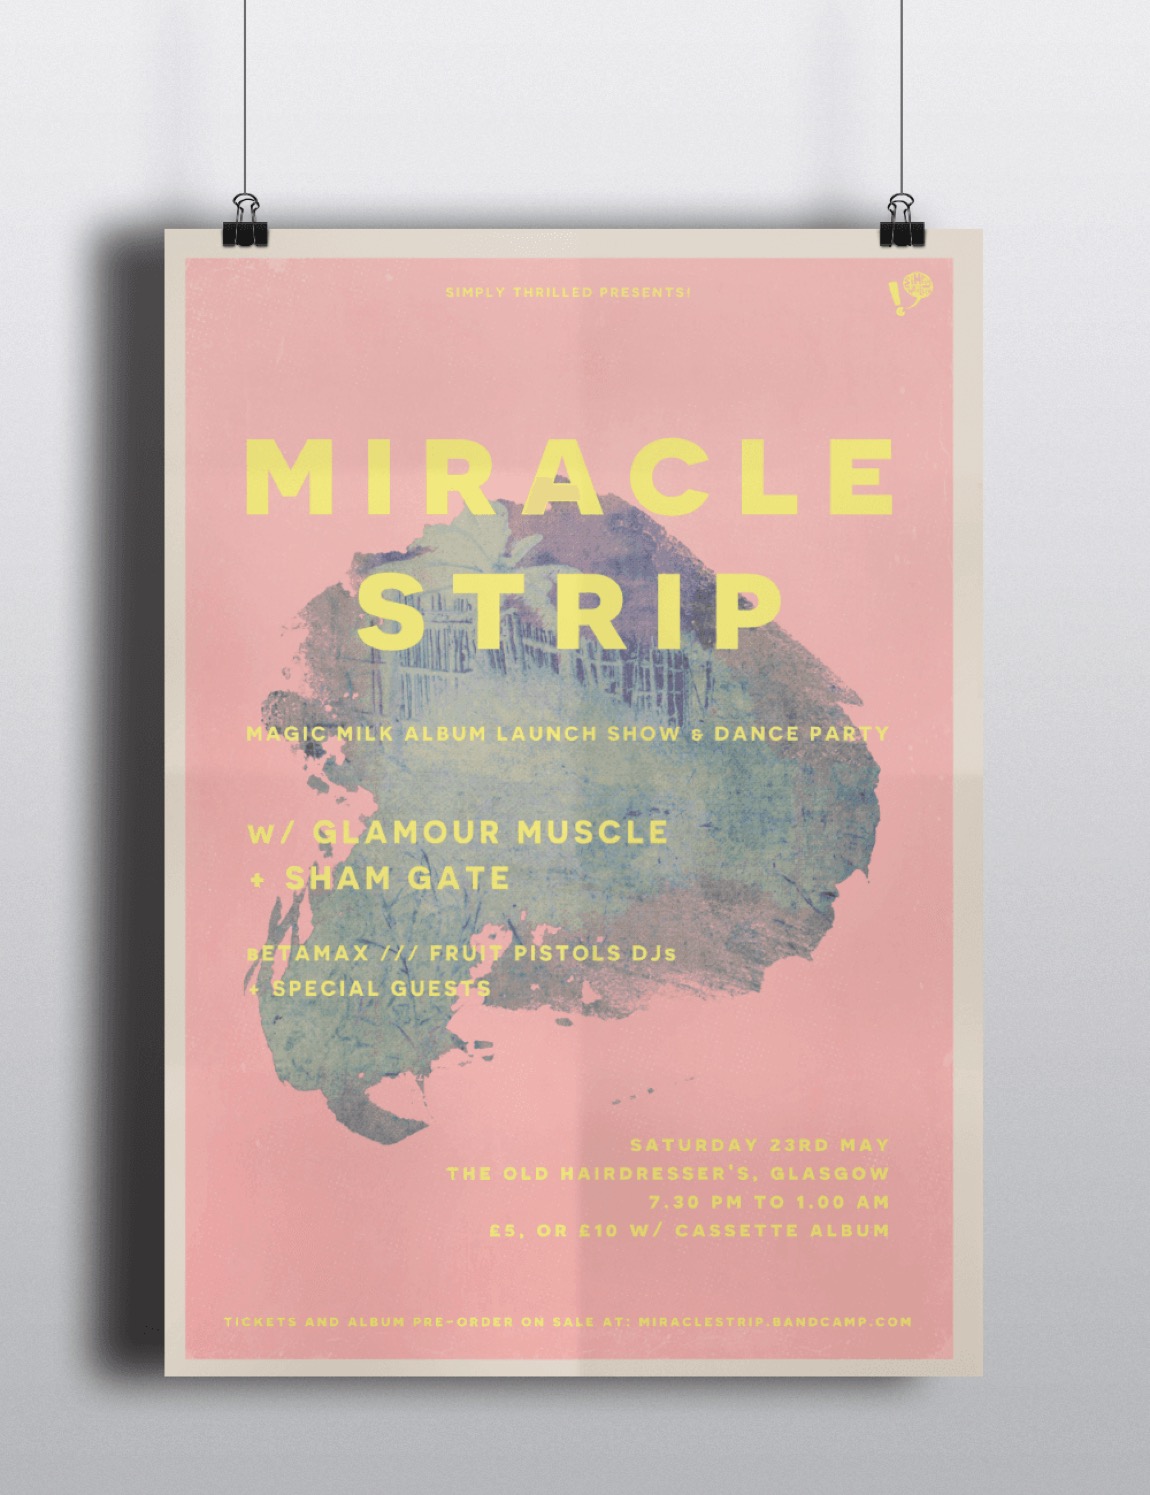 SIMPLY THRILLED PRESENTS!
MIRACLE
STRIP
MAGIC MILK ALBUM LAUNCH SHOW & DANCE PARTY
W/ GLAMOUR MUSCLE
+ SHAM GATE
BETAMAX /// FRUIT PISTOLS DJs
+ SPECIAL GUESTS
SATURDAY 23RD MAY
THE OLD HAIRDRESSER'S, GLASGOW
7.30 PM TO 1.00 AM
£5, OR £10 W/ CASSETTE ALBUM
TICKETS AND ALBUM PRE-ORDER ON SALE AT: MIRACLESTRIP.BANDCAMP.COM